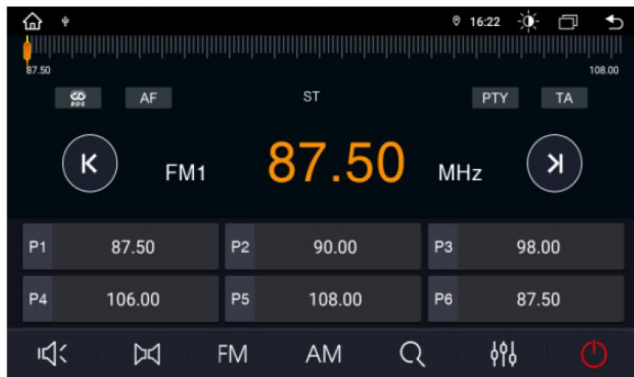 16:22
87.50
108.00
RDS AF ST PTY TA
FM1 87.50 MHz
P1 87.50 P2 90.00 P3 98.00
P4 106.00 P5 108.00 P6 87.50
FM AM